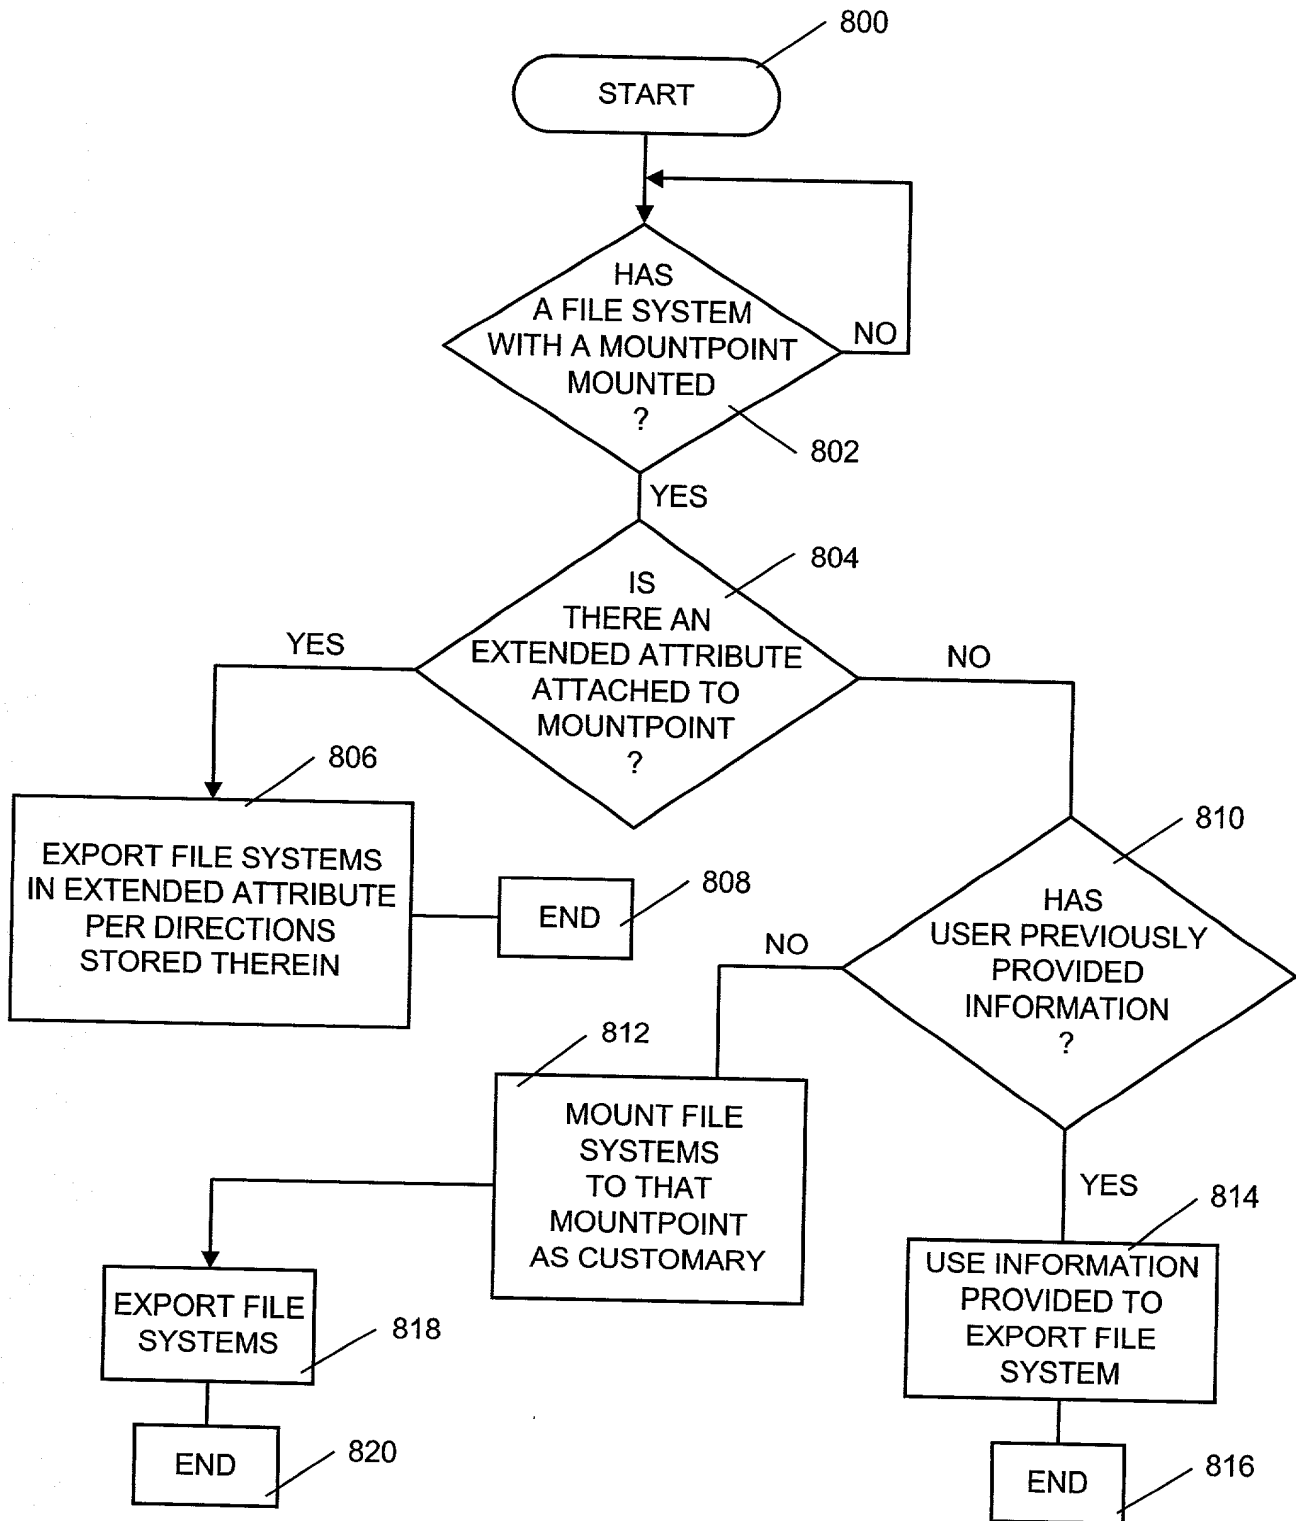 800
START
HAS
A FILE SYSTEM
WITH A MOUNTPOINT
MOUNTED
?
NO
802
YES
804
IS
THERE AN
EXTENDED ATTRIBUTE
ATTACHED TO
MOUNTPOINT
?
YES
NO
806
EXPORT FILE SYSTEMS
IN EXTENDED ATTRIBUTE
PER DIRECTIONS
STORED THEREIN
END
808
810
HAS
USER PREVIOUSLY
PROVIDED
INFORMATION
?
NO
812
MOUNT FILE
SYSTEMS
TO THAT
MOUNTPOINT
AS CUSTOMARY
YES
814
USE INFORMATION
PROVIDED TO
EXPORT FILE
SYSTEM
EXPORT FILE
SYSTEMS
818
END
820
END
816